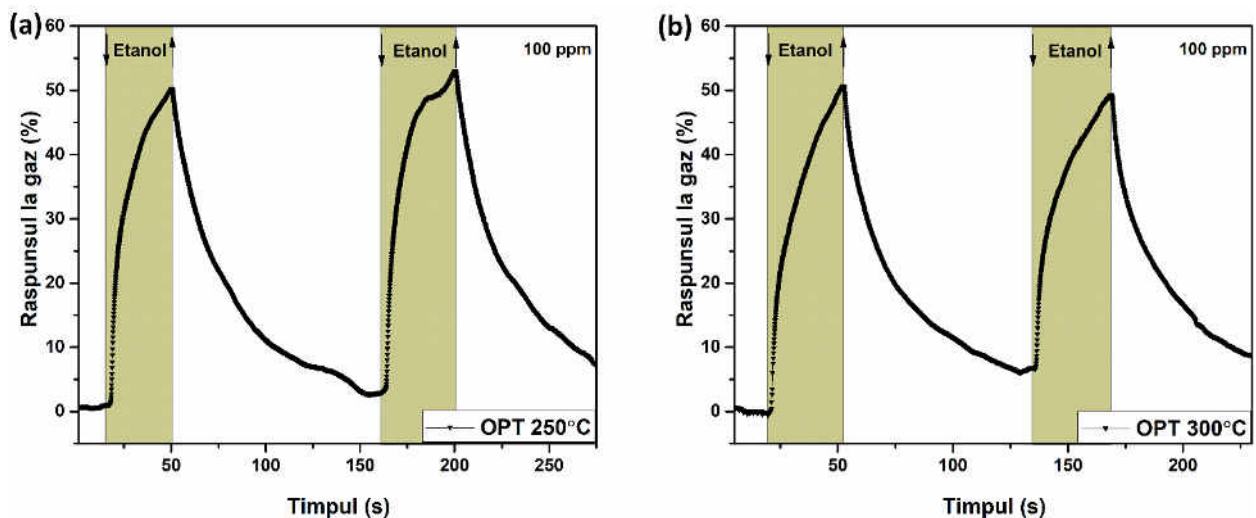 (a)
Etanol
Etanol
100 ppm
Raspunsul la gaz (%)
60
50
40
30
20
10
0
OPT 250°C
50
100
150
200
250
Timpul (s)
(b)
Etanol
Etanol
100 ppm
Raspunsul la gaz (%)
60
50
40
30
20
10
0
OPT 300°C
50
100
150
200
Timpul (s)